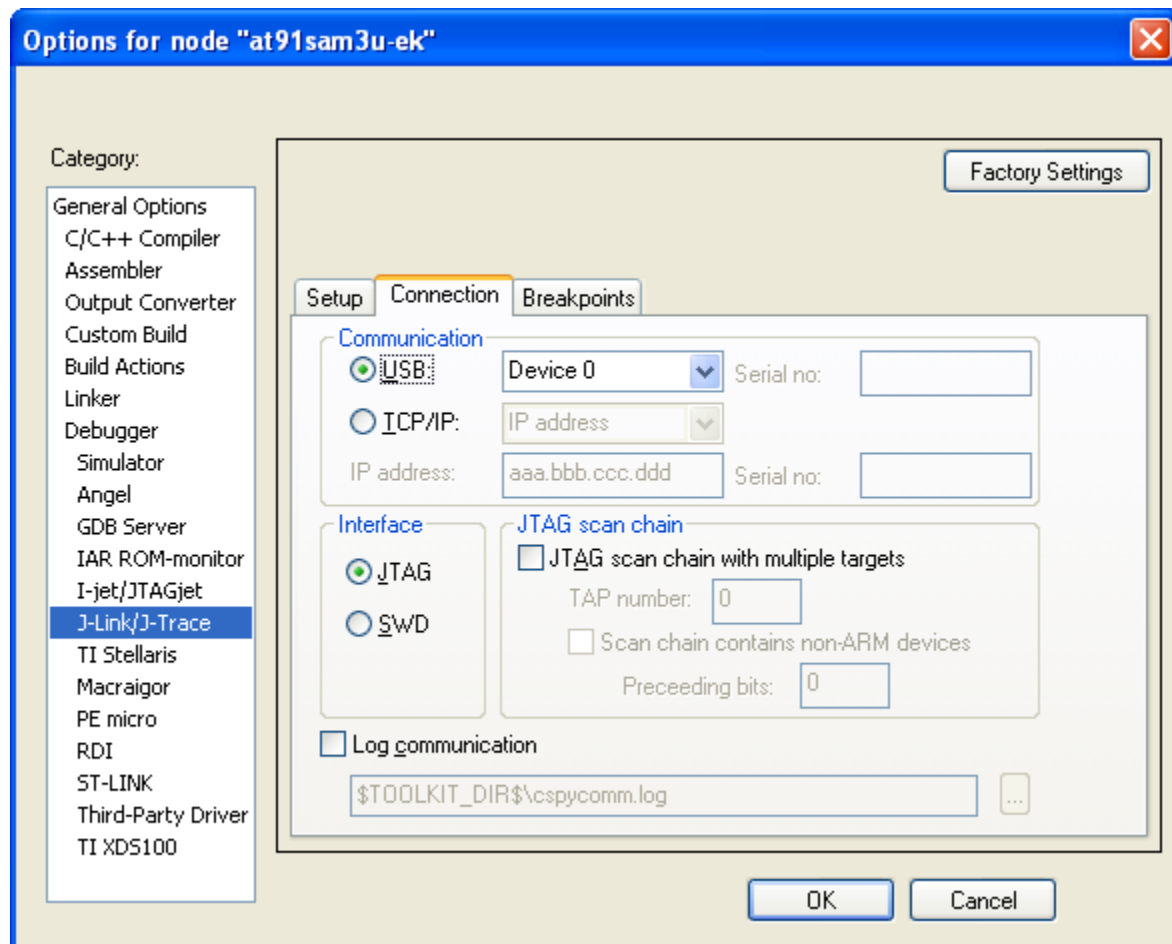 Options for node "at91sam3u-ek"
Category:
Factory Settings
General Options
C/C++ Compiler
Assembler
Output Converter
Custom Build
Build Actions
Linker
Debugger
Simulator
Angel
GDB Server
IAR ROM-monitor
I-jet/JTAGjet
J-Link/J-Trace
TI Stellaris
Macraigor
PE micro
RDI
ST-LINK
Third-Party Driver
TI XDS100
Setup Connection Breakpoints
Communication
USB: Device 0 Serial no:
TCP/IP: IP address
IP address: aaa.bbb.ccc.ddd Serial no:
Interface
JTAG
SWD
JTAG scan chain
JTAG scan chain with multiple targets
TAP number: 0
Scan chain contains non-ARM devices
Preceeding bits: 0
Log communication
$TOOLKIT_DIR$\cspycomm.log ...
OK Cancel